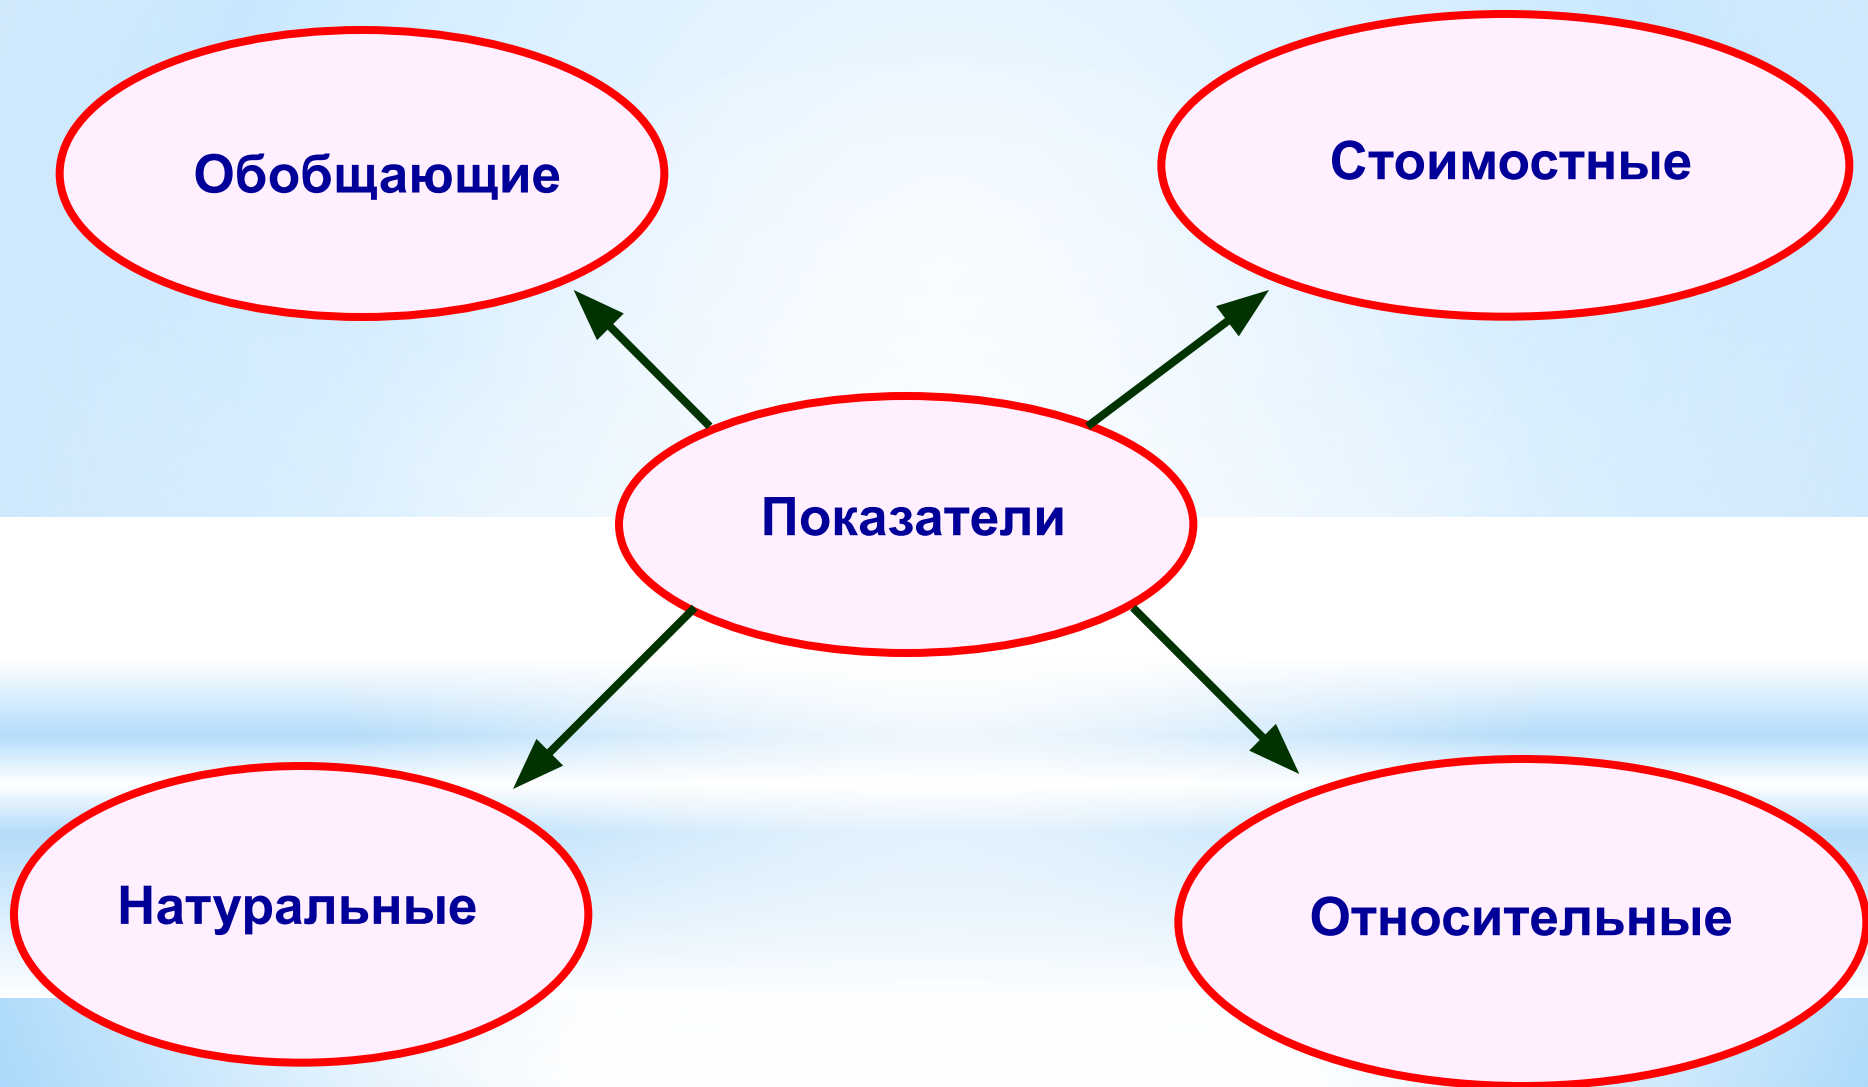 Обобщающие
Стоимостные
Показатели
Натуральные
Относительные